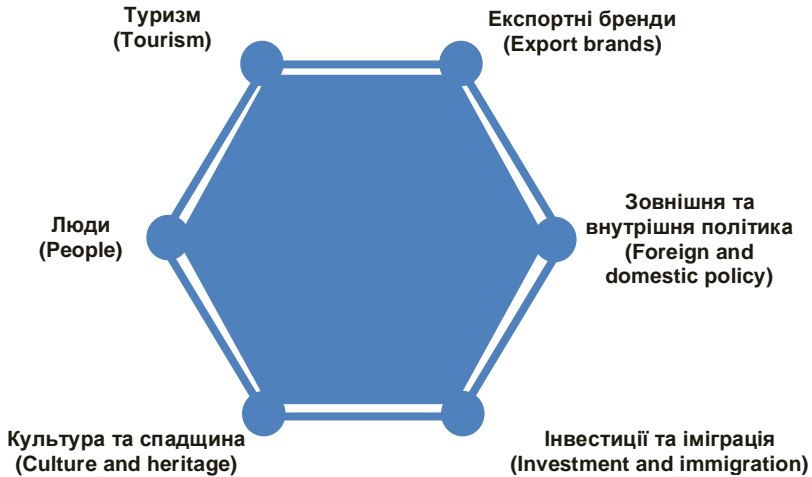 Туризм
(Tourism)
Експортні бренди
(Export brands)
Люди
(People)
Зовнішня та
внутрішня політика
(Foreign and
domestic policy)
Культура та спадщина
(Culture and heritage)
Інвестиції та іміграція
(Investment and immigration)